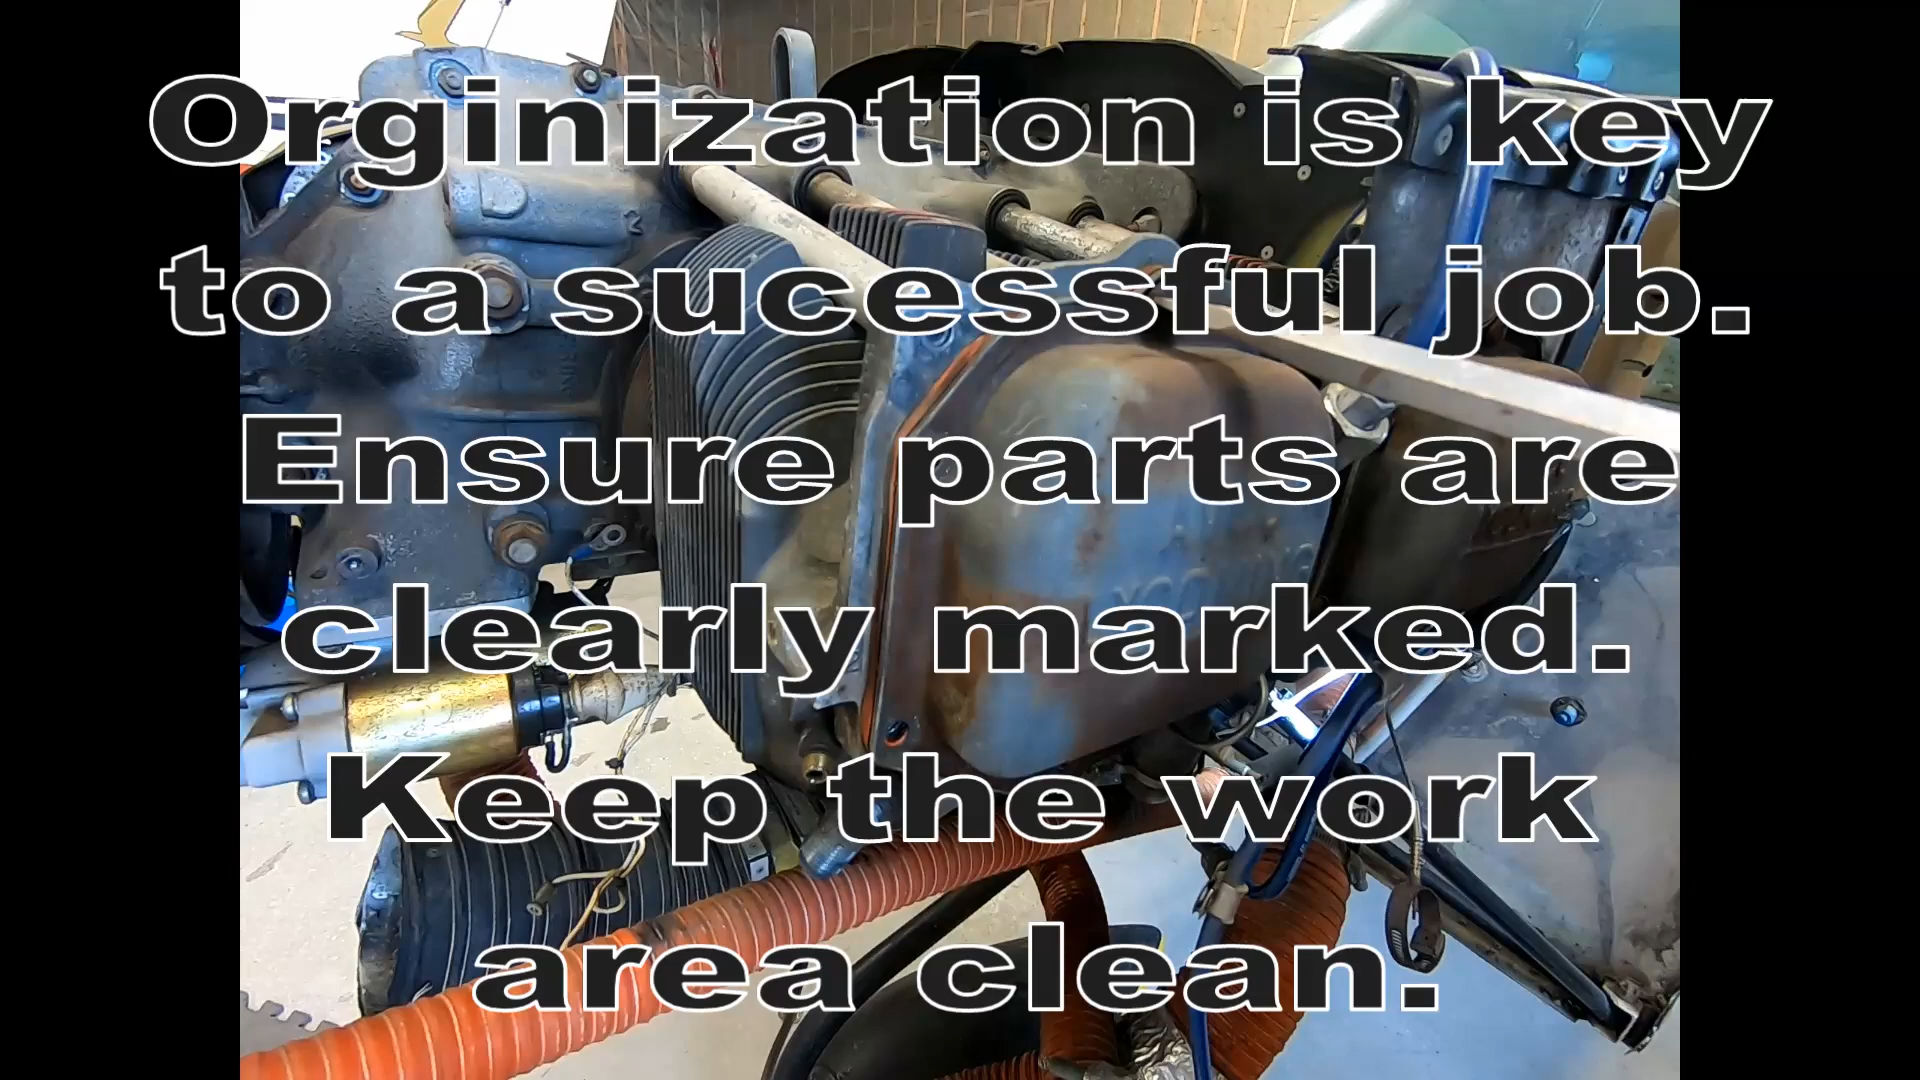 Orginization is key
to a sucessful job.
Ensure parts are
clearly marked.
Keep the work
area clean.